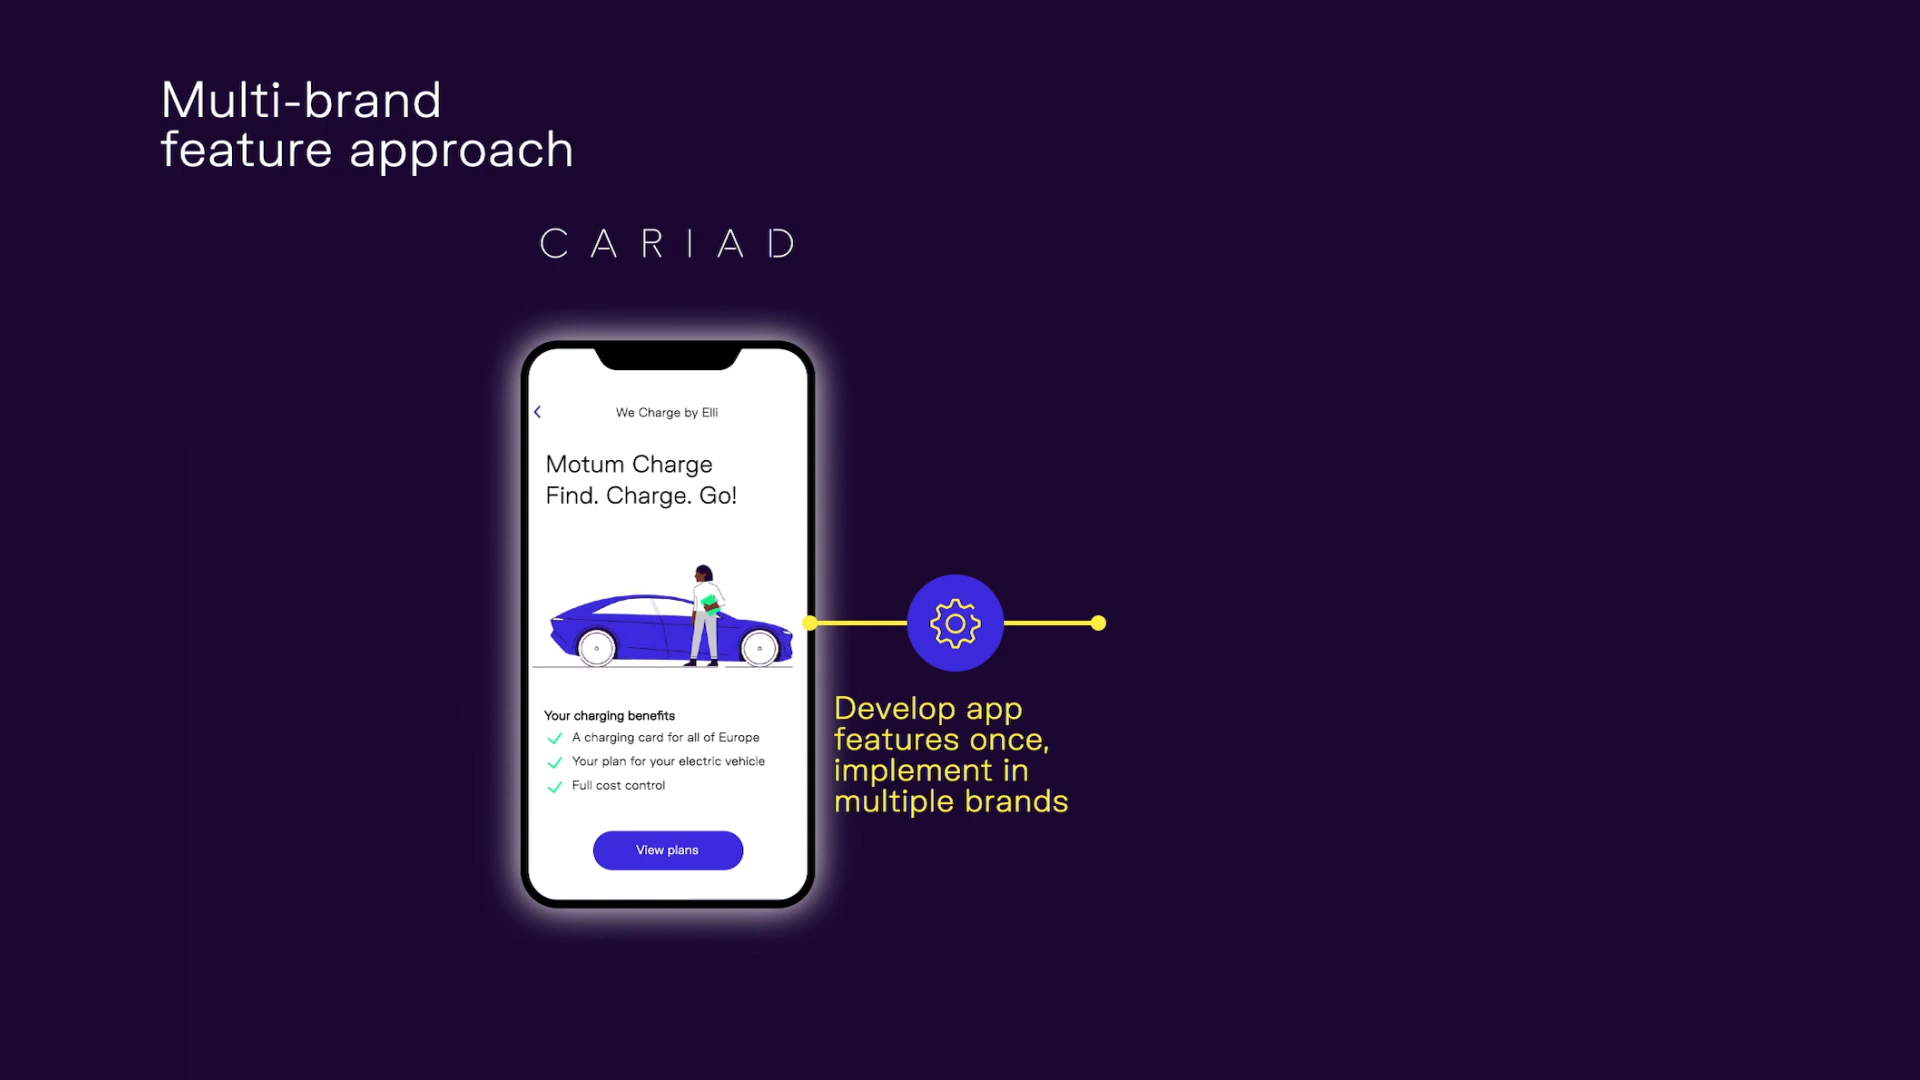 Multi-brand
feature approach
CARIAD
We Charge by Elli
Motum Charge
Find. Charge. Go!
Your charging benefits
A charging card for all of Europe
Your plan for your electric vehicle
Full cost control
View plans
Develop app
features once,
implement in
multiple brands